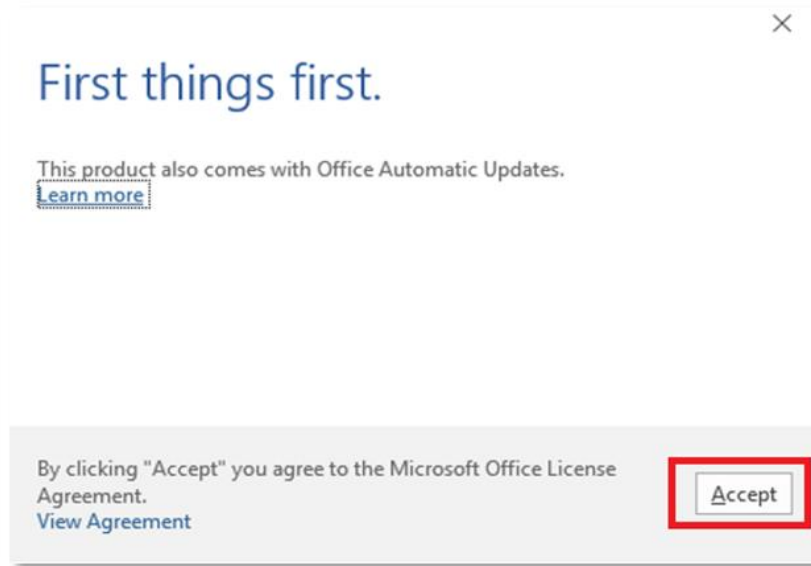 First things first.
This product also comes with Office Automatic Updates.
Learn more
By clicking "Accept" you agree to the Microsoft Office License
Agreement.
View Agreement
Accept